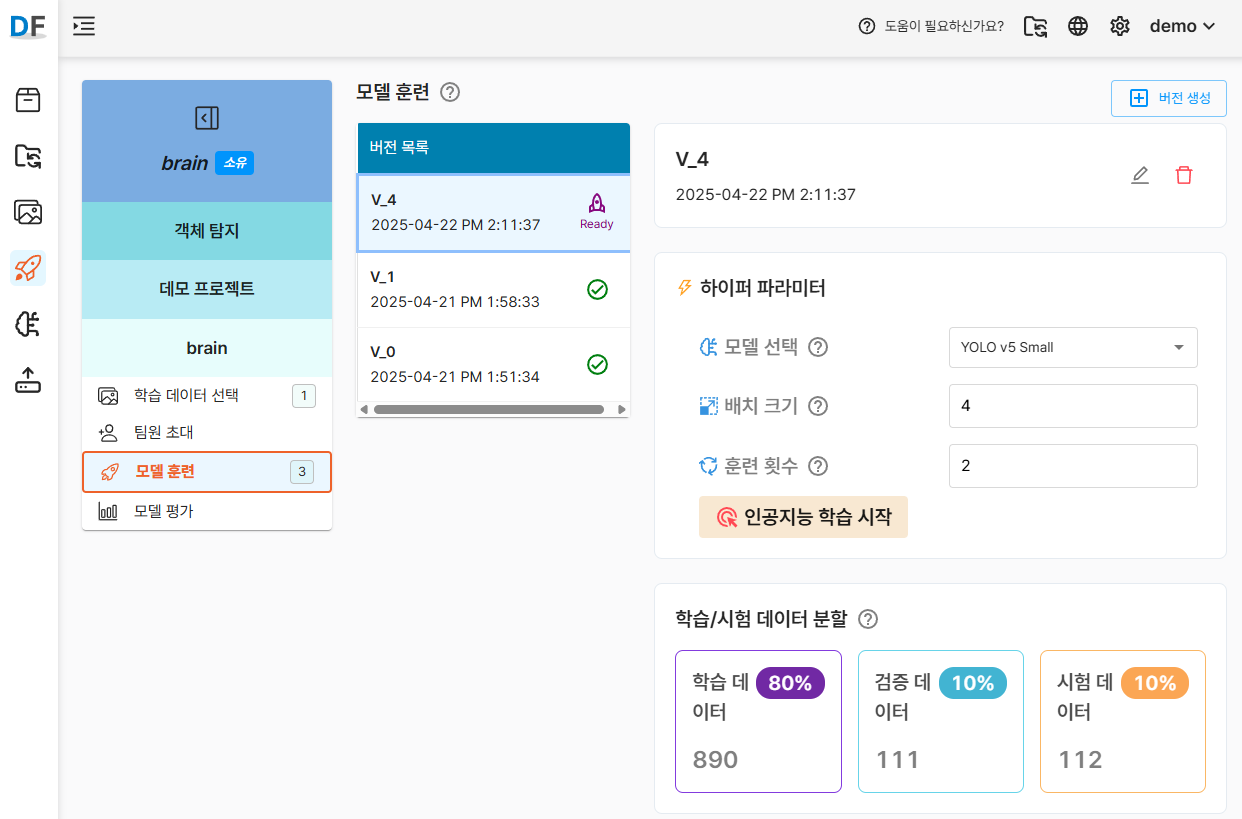 DF
도움이 필요하신가요?
demo
brain 소유
객체 탐지
데모 프로젝트
brain
학습 데이터 선택 1
팀원 초대
모델 훈련 3
모델 평가
모델 훈련
버전 목록
V_4
2025-04-22 PM 2:11:37
Ready
V_1
2025-04-21 PM 1:58:33
V_0
2025-04-21 PM 1:51:34
버전 생성
V_4
2025-04-22 PM 2:11:37
하이퍼 파라미터
모델 선택
YOLO v5 Small
배치 크기
4
훈련 횟수
2
인공지능 학습 시작
학습/시험 데이터 분할
학습 데 80%
이터
890
검증 데 10%
이터
111
시험 데 10%
이터
112